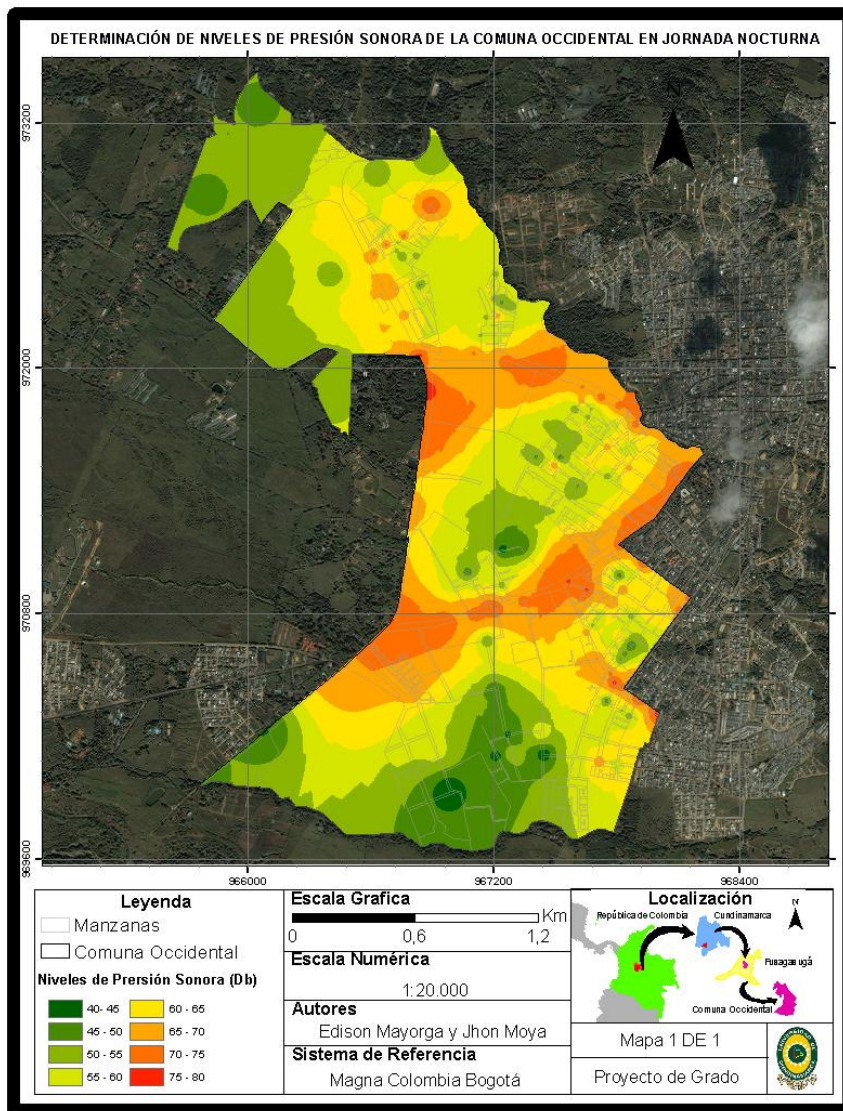 DETERMINACIÓN DE NIVELES DE PRESIÓN SONORA DE LA COMUNA OCCIDENTAL EN JORNADA NOCTURNA
N
973200
972000
970800
969600
966000 967200 968400
Leyenda
Manzanas
Comuna Occidental
Niveles de Prersión Sonora (Db)
40- 45 60 - 65
45 - 50 65 - 70
50 - 55 70 - 75
55 - 60 75 - 80
Escala Grafica
Km
0 0,6 1,2
Escala Numérica
1:20.000
Autores
Edison Mayorga y Jhon Moya
Sistema de Referencia
Magna Colombia Bogotá
Localización
N
República de Colombia Cundinamarca
Fusagasugá
Comuna Occidental
Mapa 1 DE 1
Proyecto de Grado